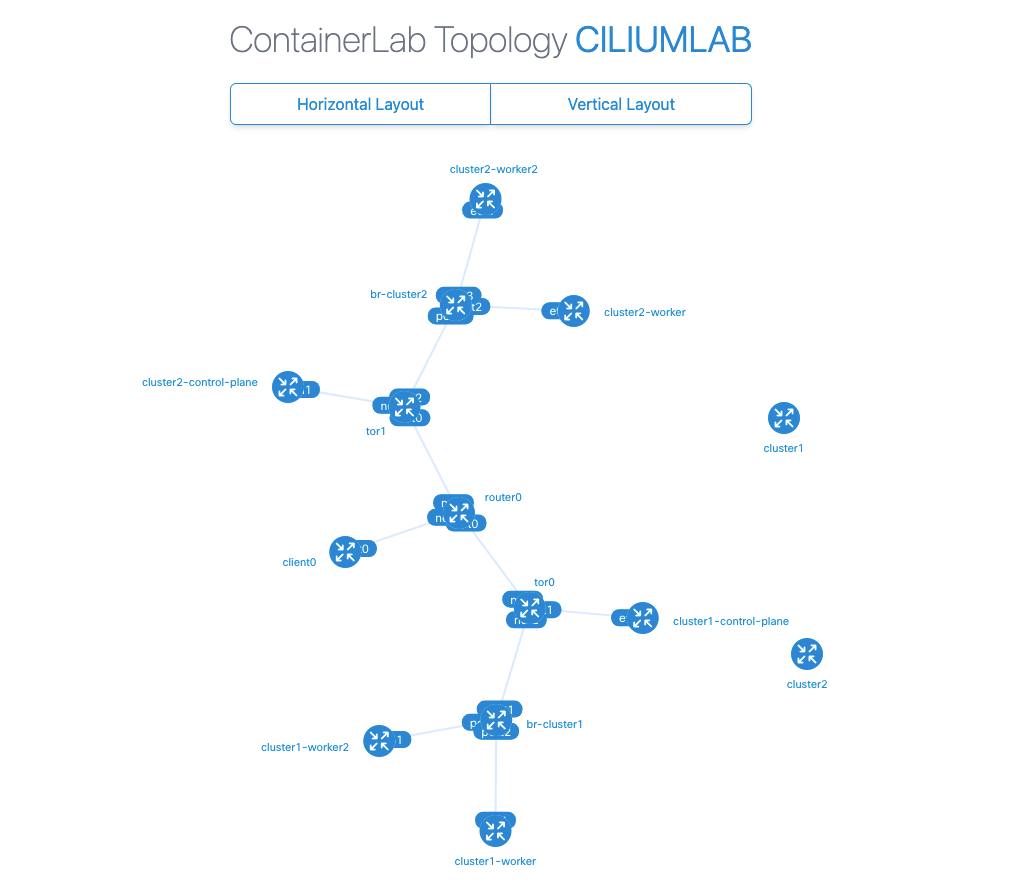 ContainerLab Topology CILIUMLAB
Horizontal Layout
Vertical Layout
cluster2-worker2
br-cluster2
cluster2-worker
cluster2-control-plane
tor1
cluster1
router0
client0
tor0
cluster1-control-plane
cluster2
br-cluster1
cluster1-worker2
cluster1-worker